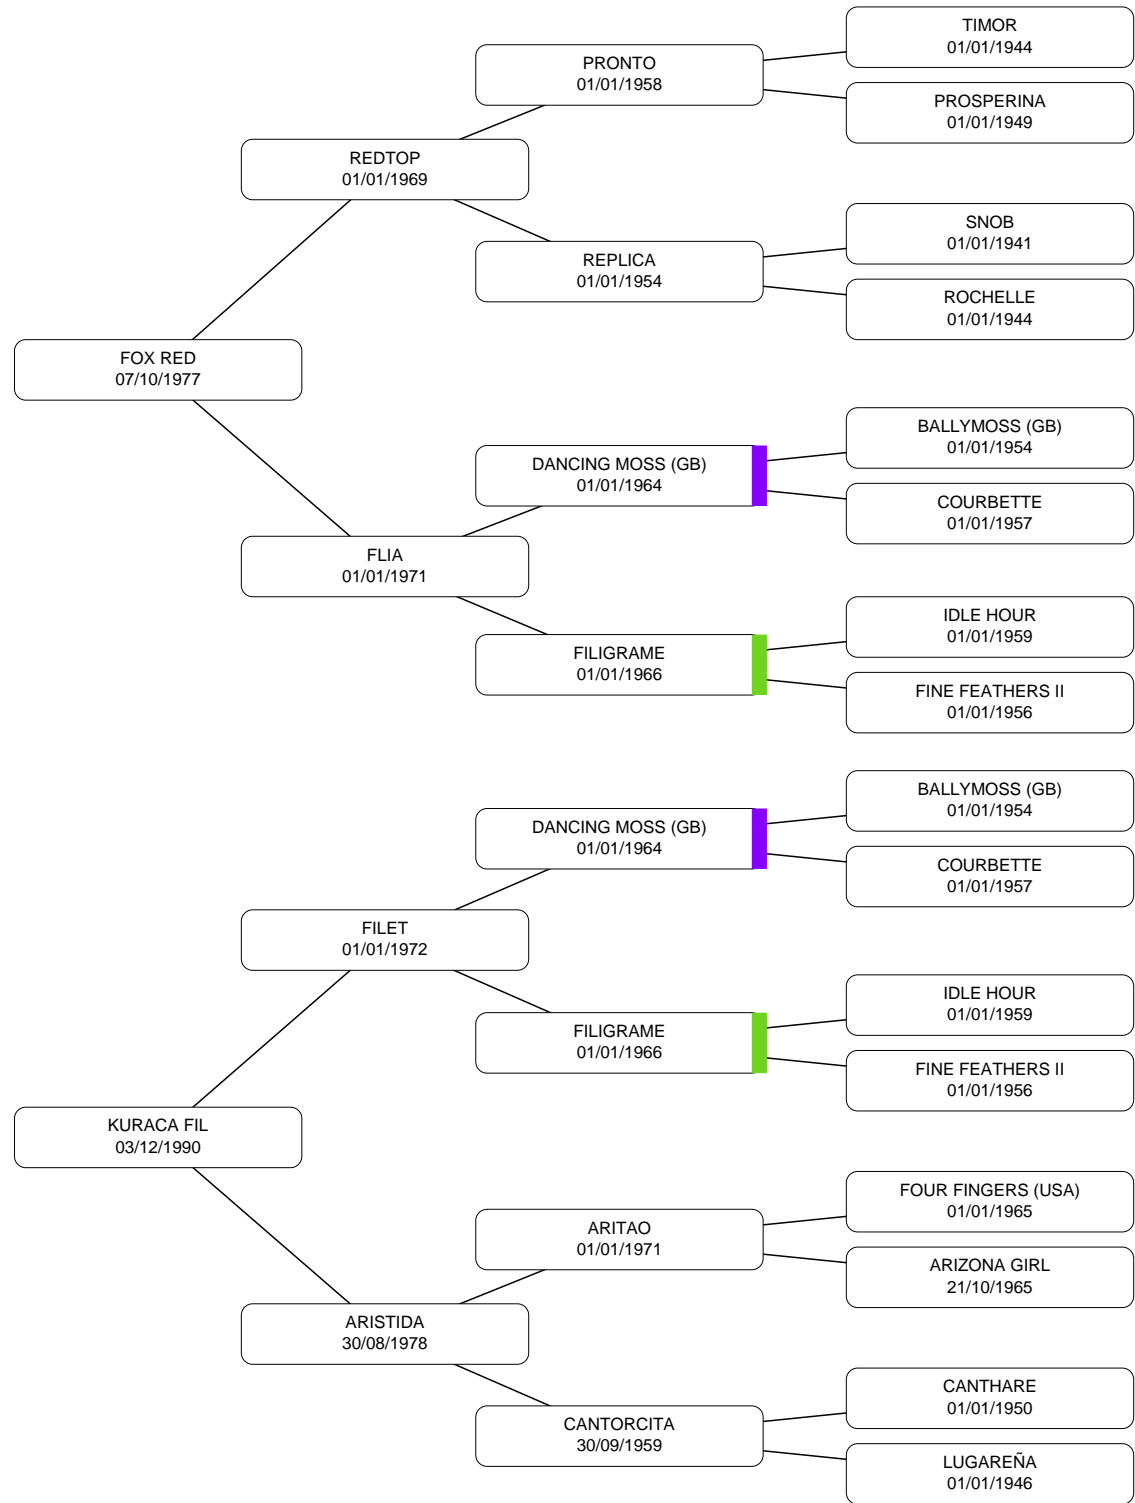 TIMOR
01/01/1944
PRONTO
01/01/1958
PROSPERINA
01/01/1949
REDTOP
01/01/1969
SNOB
01/01/1941
REPLICA
01/01/1954
ROCHELLE
01/01/1944
FOX RED
07/10/1977
BALLYMOSS (GB)
01/01/1954
DANCING MOSS (GB)
01/01/1964
COURBETTE
01/01/1957
FLIA
01/01/1971
IDLE HOUR
01/01/1959
FILIGRAME
01/01/1966
FINE FEATHERS II
01/01/1956
BALLYMOSS (GB)
01/01/1954
DANCING MOSS (GB)
01/01/1964
COURBETTE
01/01/1957
FILET
01/01/1972
IDLE HOUR
01/01/1959
FILIGRAME
01/01/1966
FINE FEATHERS II
01/01/1956
KURACA FIL
03/12/1990
FOUR FINGERS (USA)
01/01/1965
ARITAO
01/01/1971
ARIZONA GIRL
21/10/1965
ARISTIDA
30/08/1978
CANTHARE
01/01/1950
CANTORCITA
30/09/1959
LUGAREÑA
01/01/1946